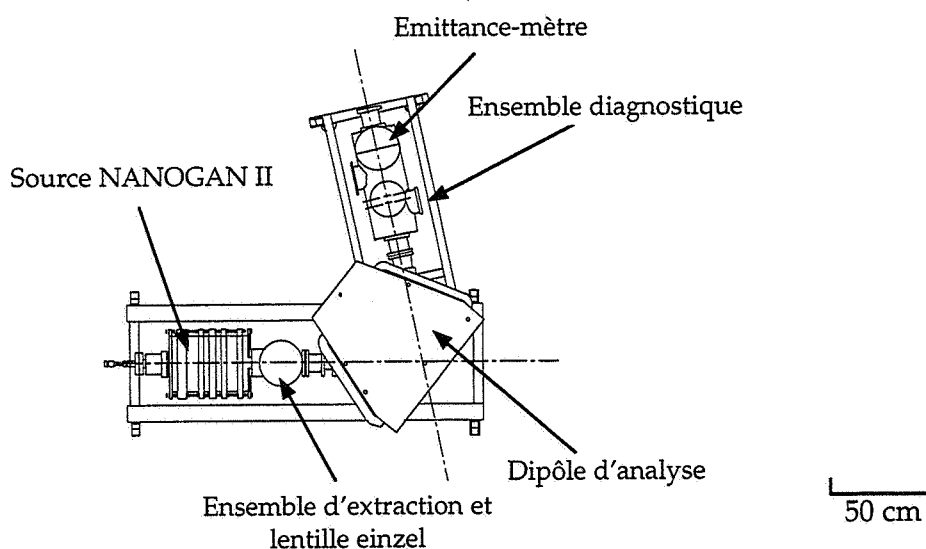 Emittance-mètre
Ensemble diagnostique
Source NANOGAN II
Dipôle d'analyse
Ensemble d'extraction et
lentille einzel
50 cm